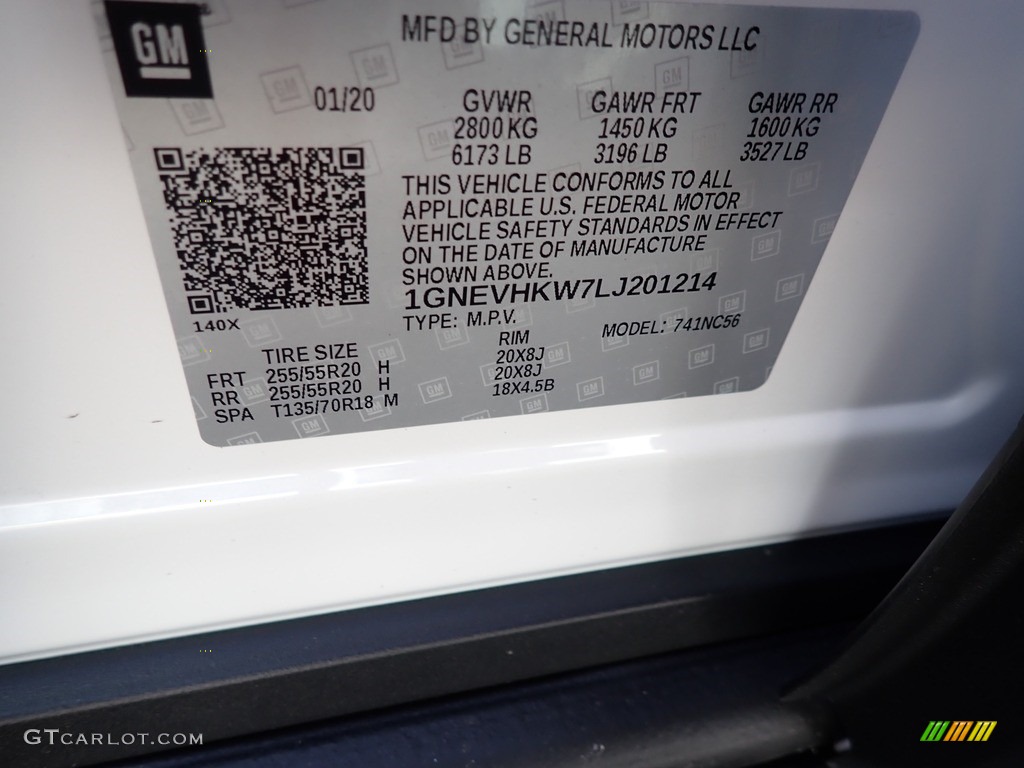 GM
MFD BY GENERAL MOTORS LLC
01/20 GVWR GAWR FRT GAWR RR
2800 KG 1450 KG 1600 KG
6173 LB 3196 LB 3527 LB
THIS VEHICLE CONFORMS TO ALL
APPLICABLE U.S. FEDERAL MOTOR
VEHICLE SAFETY STANDARDS IN EFFECT
ON THE DATE OF MANUFACTURE
SHOWN ABOVE.
1GNEVHKW7LJ201214
140X
TYPE: M.P.V. MODEL: 741NC56
TIRE SIZE RIM
FRT 255/55R20 H 20X8J
RR 255/55R20 H 20X8J
SPA T135/70R18 M 18X4.5B
GTCARLOT.COM